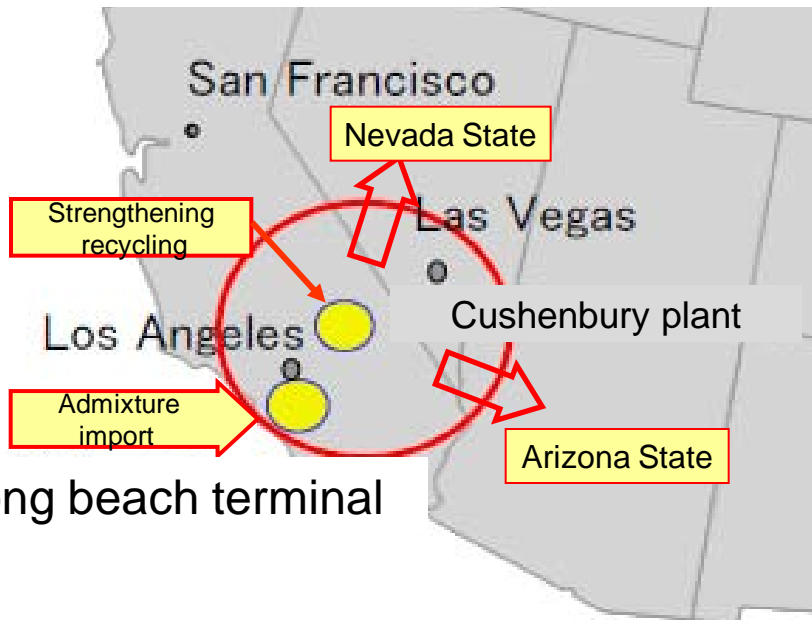 San Francisco
Nevada State
Strengthening
recycling
Las Vegas
Cushenbury plant
Los Angeles
Admixture
import
Arizona State
ng beach terminal